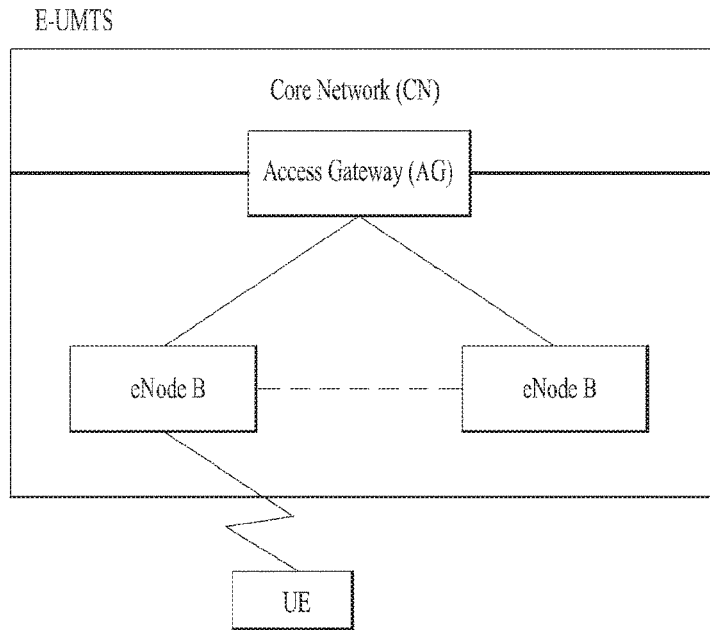 E-UMTS
Core Network (CN)
Access Gateway (AG)
eNode B
eNode B
UE